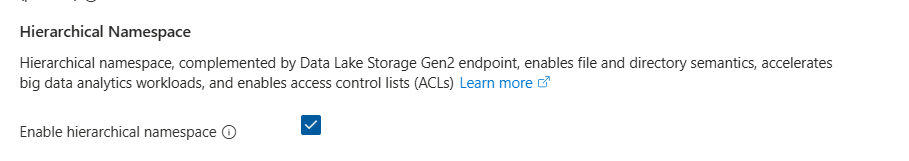 Hierarchical Namespace
Hierarchical namespace, complemented by Data Lake Storage Gen2 endpoint, enables file and directory semantics, accelerates
big data analytics workloads, and enables access control lists (ACLs) Learn more
Enable hierarchical namespace